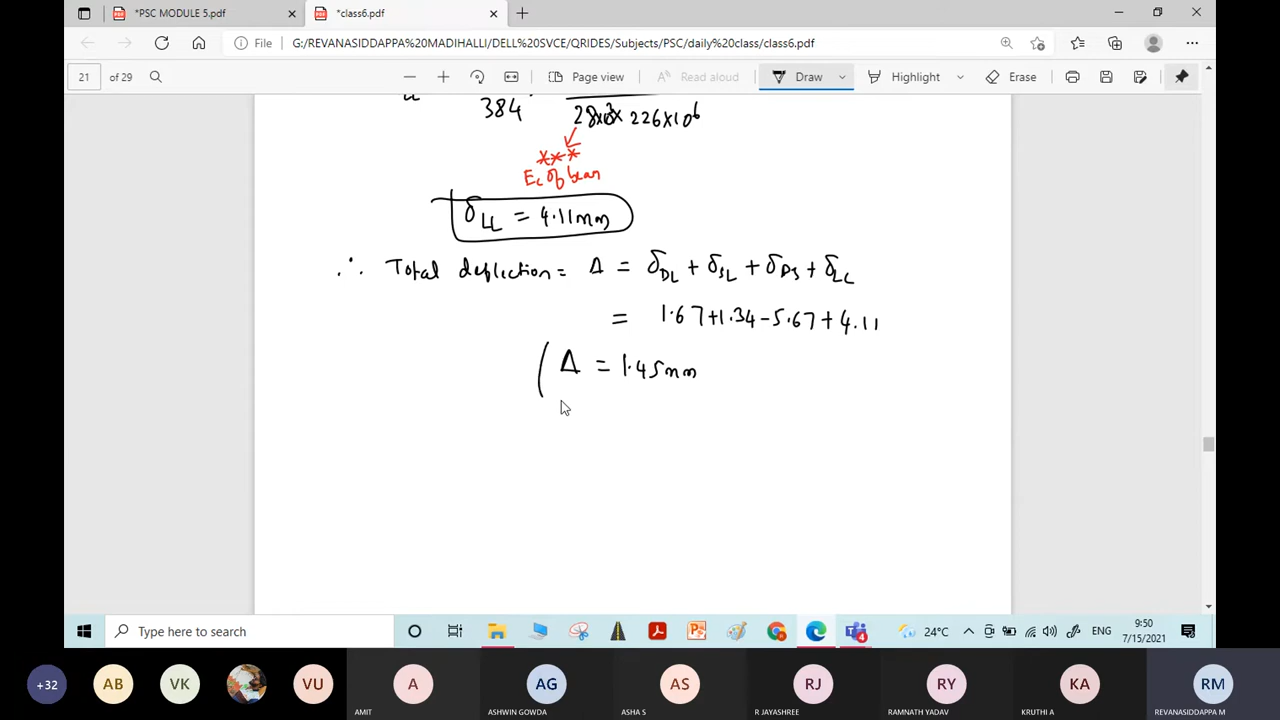 *PSC MODULE 5.pdf
*class6.pdf
File
G:/REVANASIDDAPPA%20MADIHALLI/DELL%20SVCE/QRIDES/Subjects/PSC/daily%20class/class6.pdf
21 of 29
Page view
Read aloud
Draw
Highlight
Erase
384
28x10³x 226x10⁶
***
Ec of beam
δLL = 4.11mm
∴ Total deflection = Δ = δDL + δSL + δPS + δLL
= 1.67+1.34-5.67+4.11
Δ = 1.45mm
Type here to search
24°C
ENG
9:50
7/15/2021
4
+32
AB
VK
VU
A
AG
AS
RJ
RY
KA
RM
AMIT
ASHWIN GOWDA
ASHA S
R JAYASHREE
RAMNATH YADAV
KRUTHI A
REVANASIDDAPPA M